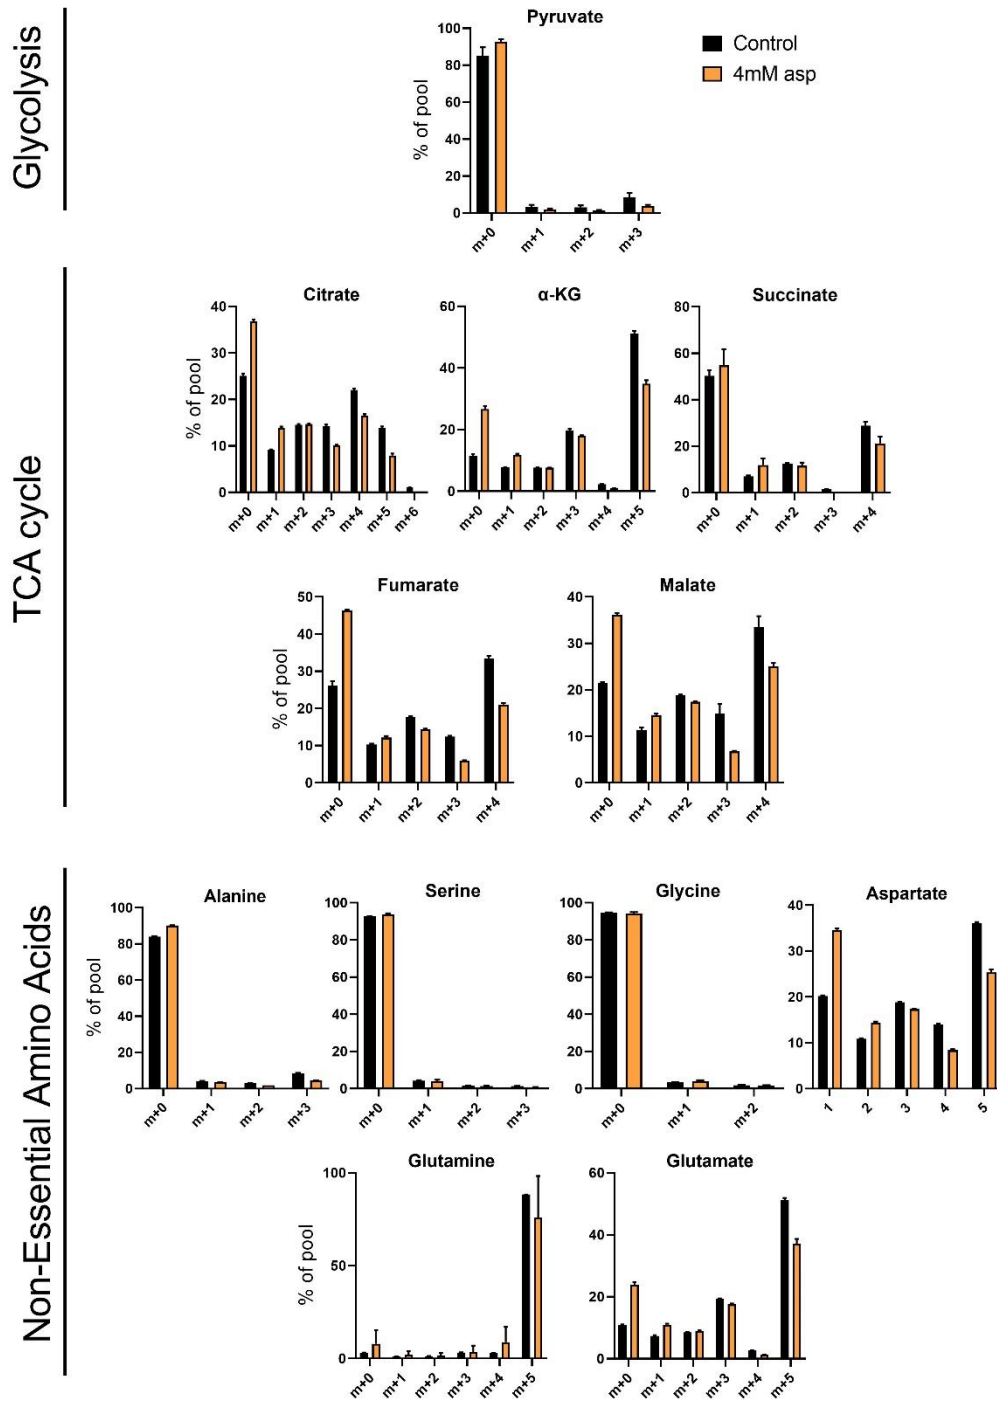 Glycolysis
Pyruvate
Control
4mM asp
% of pool
100
80
60
40
20
0
m+0 m+1 m+2 m+3
TCA cycle
Citrate
% of pool
40
30
20
10
0
m+0 m+1 m+2 m+3 m+4 m+5 m+6
α-KG
60
40
20
0
m+0 m+1 m+2 m+3 m+4 m+5
Succinate
80
60
40
20
0
m+0 m+1 m+2 m+3 m+4
Fumarate
% of pool
50
40
30
20
10
0
m+0 m+1 m+2 m+3 m+4
Malate
40
30
20
10
0
m+0 m+1 m+2 m+3 m+4
Non-Essential Amino Acids
Alanine
% of pool
100
80
60
40
20
0
m+0 m+1 m+2 m+3
Serine
100
80
60
40
20
0
m+0 m+1 m+2 m+3
Glycine
100
80
60
40
20
0
m+0 m+1 m+2
Aspartate
40
30
20
10
0
1 2 3 4 5
Glutamine
% of pool
100
50
0
m+0 m+1 m+2 m+3 m+4 m+5
Glutamate
60
40
20
0
m+0 m+1 m+2 m+3 m+4 m+5